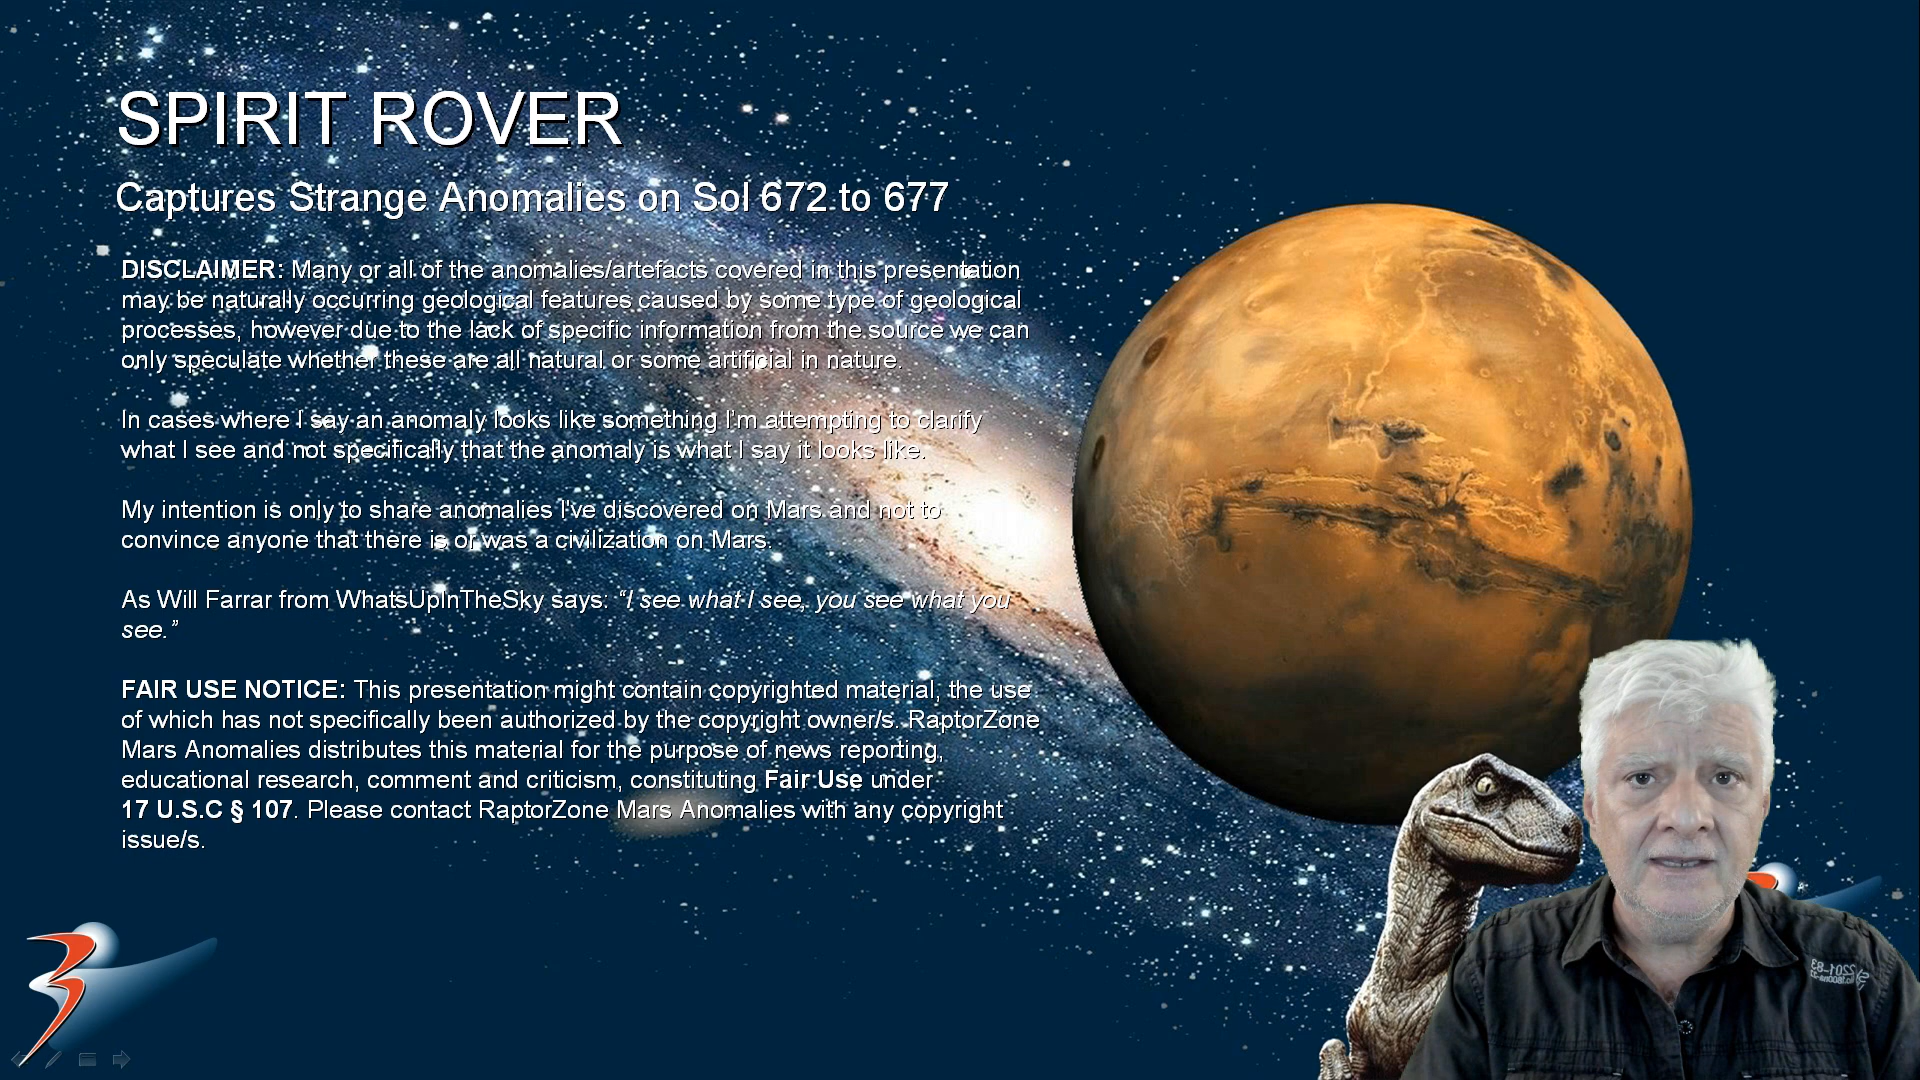 SPIRIT ROVER
Captures Strange Anomalies on Sol 672 to 677
DISCLAIMER: Many or all of the anomalies/artefacts covered in this presentation
may be naturally occurring geological features caused by some type of geological
processes, however due to the lack of specific information from the source we can
only speculate whether these are all natural or some artificial in nature.
In cases where I say an anomaly looks like something I'm attempting to clarify
what I see and not specifically that the anomaly is what I say it looks like.
My intention is only to share anomalies I've discovered on Mars and not to
convince anyone that there is or was a civilization on Mars.
As Will Farrar from WhatsUpInTheSky says: “I see what I see, you see what you
see.”
FAIR USE NOTICE: This presentation might contain copyrighted material, the use
of which has not specifically been authorized by the copyright owner/s. RaptorZone
Mars Anomalies distributes this material for the purpose of news reporting,
educational research, comment and criticism, constituting Fair Use under
17 U.S.C § 107. Please contact RaptorZone Mars Anomalies with any copyright
issue/s.
2201-83